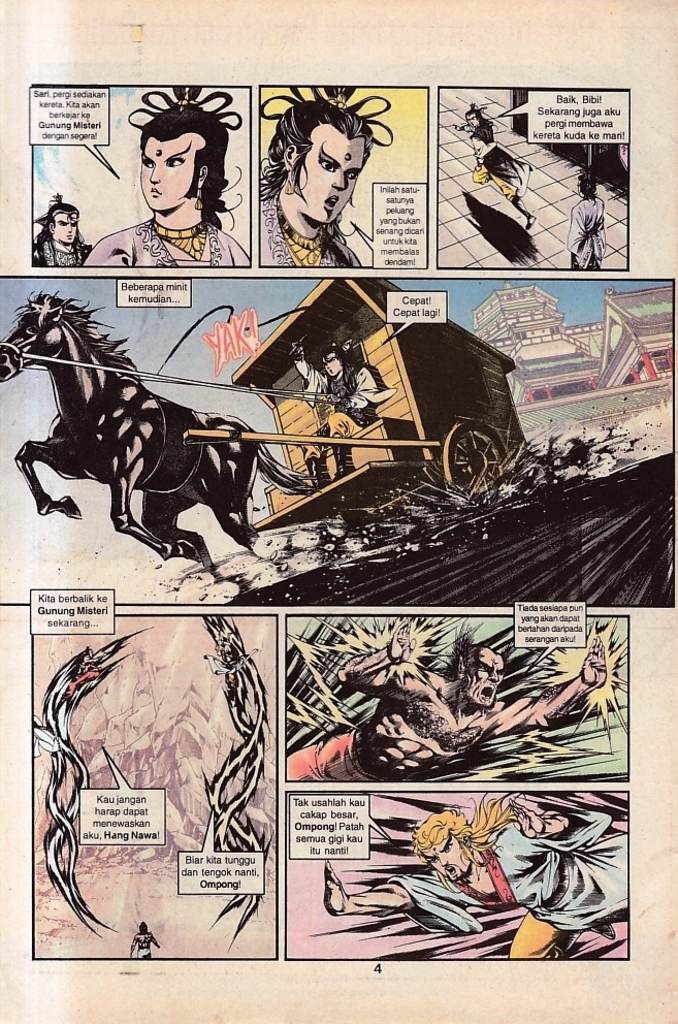 Sari, pergi sediakan
kereta. Kita akan
berkejar ke
Gunung Misteri
dengan segera!
Inilah satu-
satunya
peluang
yang bukan
senang dicari
untuk kita
membalas
dendam!
Baik, Bibi!
Sekarang juga aku
pergi membawa
kereta kuda ke mari!
Beberapa minit
kemudian...
YAK!
Cepat!
Cepat lagi!
Kita berbalik ke
Gunung Misteri
sekarang...
Kau jangan
harap dapat
menewaskan
aku, Hang Nawa!
Biar kita tunggu
dan tengok nanti,
Ompong!
Tiada sesiapa pun
yang akan dapat
bertahan daripada
serangan aku!
Tak usahlah kau
cakap besar,
Ompong! Patah
semua gigi kau
itu nanti!
4